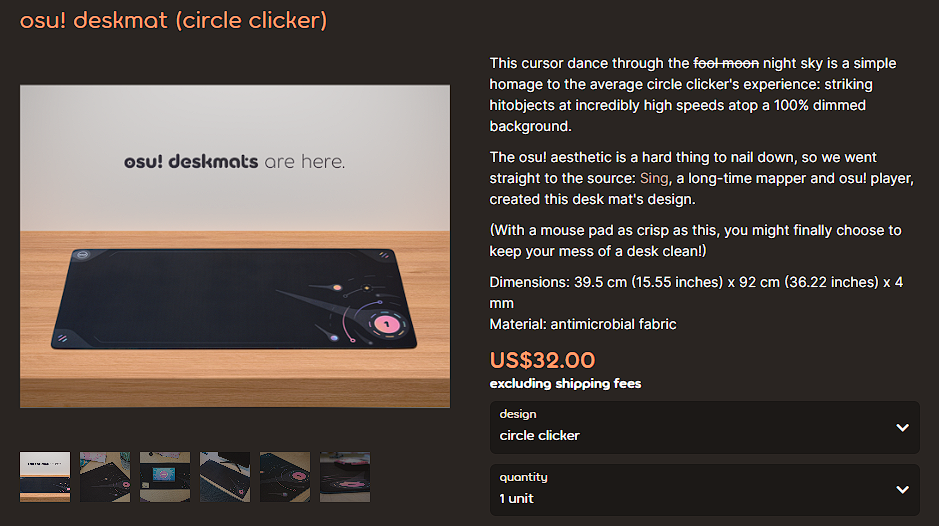 osu! deskmat (circle clicker)
This cursor dance through the fool moon night sky is a simple
homage to the average circle clicker's experience: striking
hitobjects at incredibly high speeds atop a 100% dimmed
background.
osu! deskmats are here.
The osu! aesthetic is a hard thing to nail down, so we went
straight to the source: Sing, a long-time mapper and osu! player,
created this desk mat's design.
(With a mouse pad as crisp as this, you might finally choose to
keep your mess of a desk clean!)
Dimensions: 39.5 cm (15.55 inches) x 92 cm (36.22 inches) x 4
mm
Material: antimicrobial fabric
1
US$32.00
excluding shipping fees
design
circle clicker
quantity
1 unit